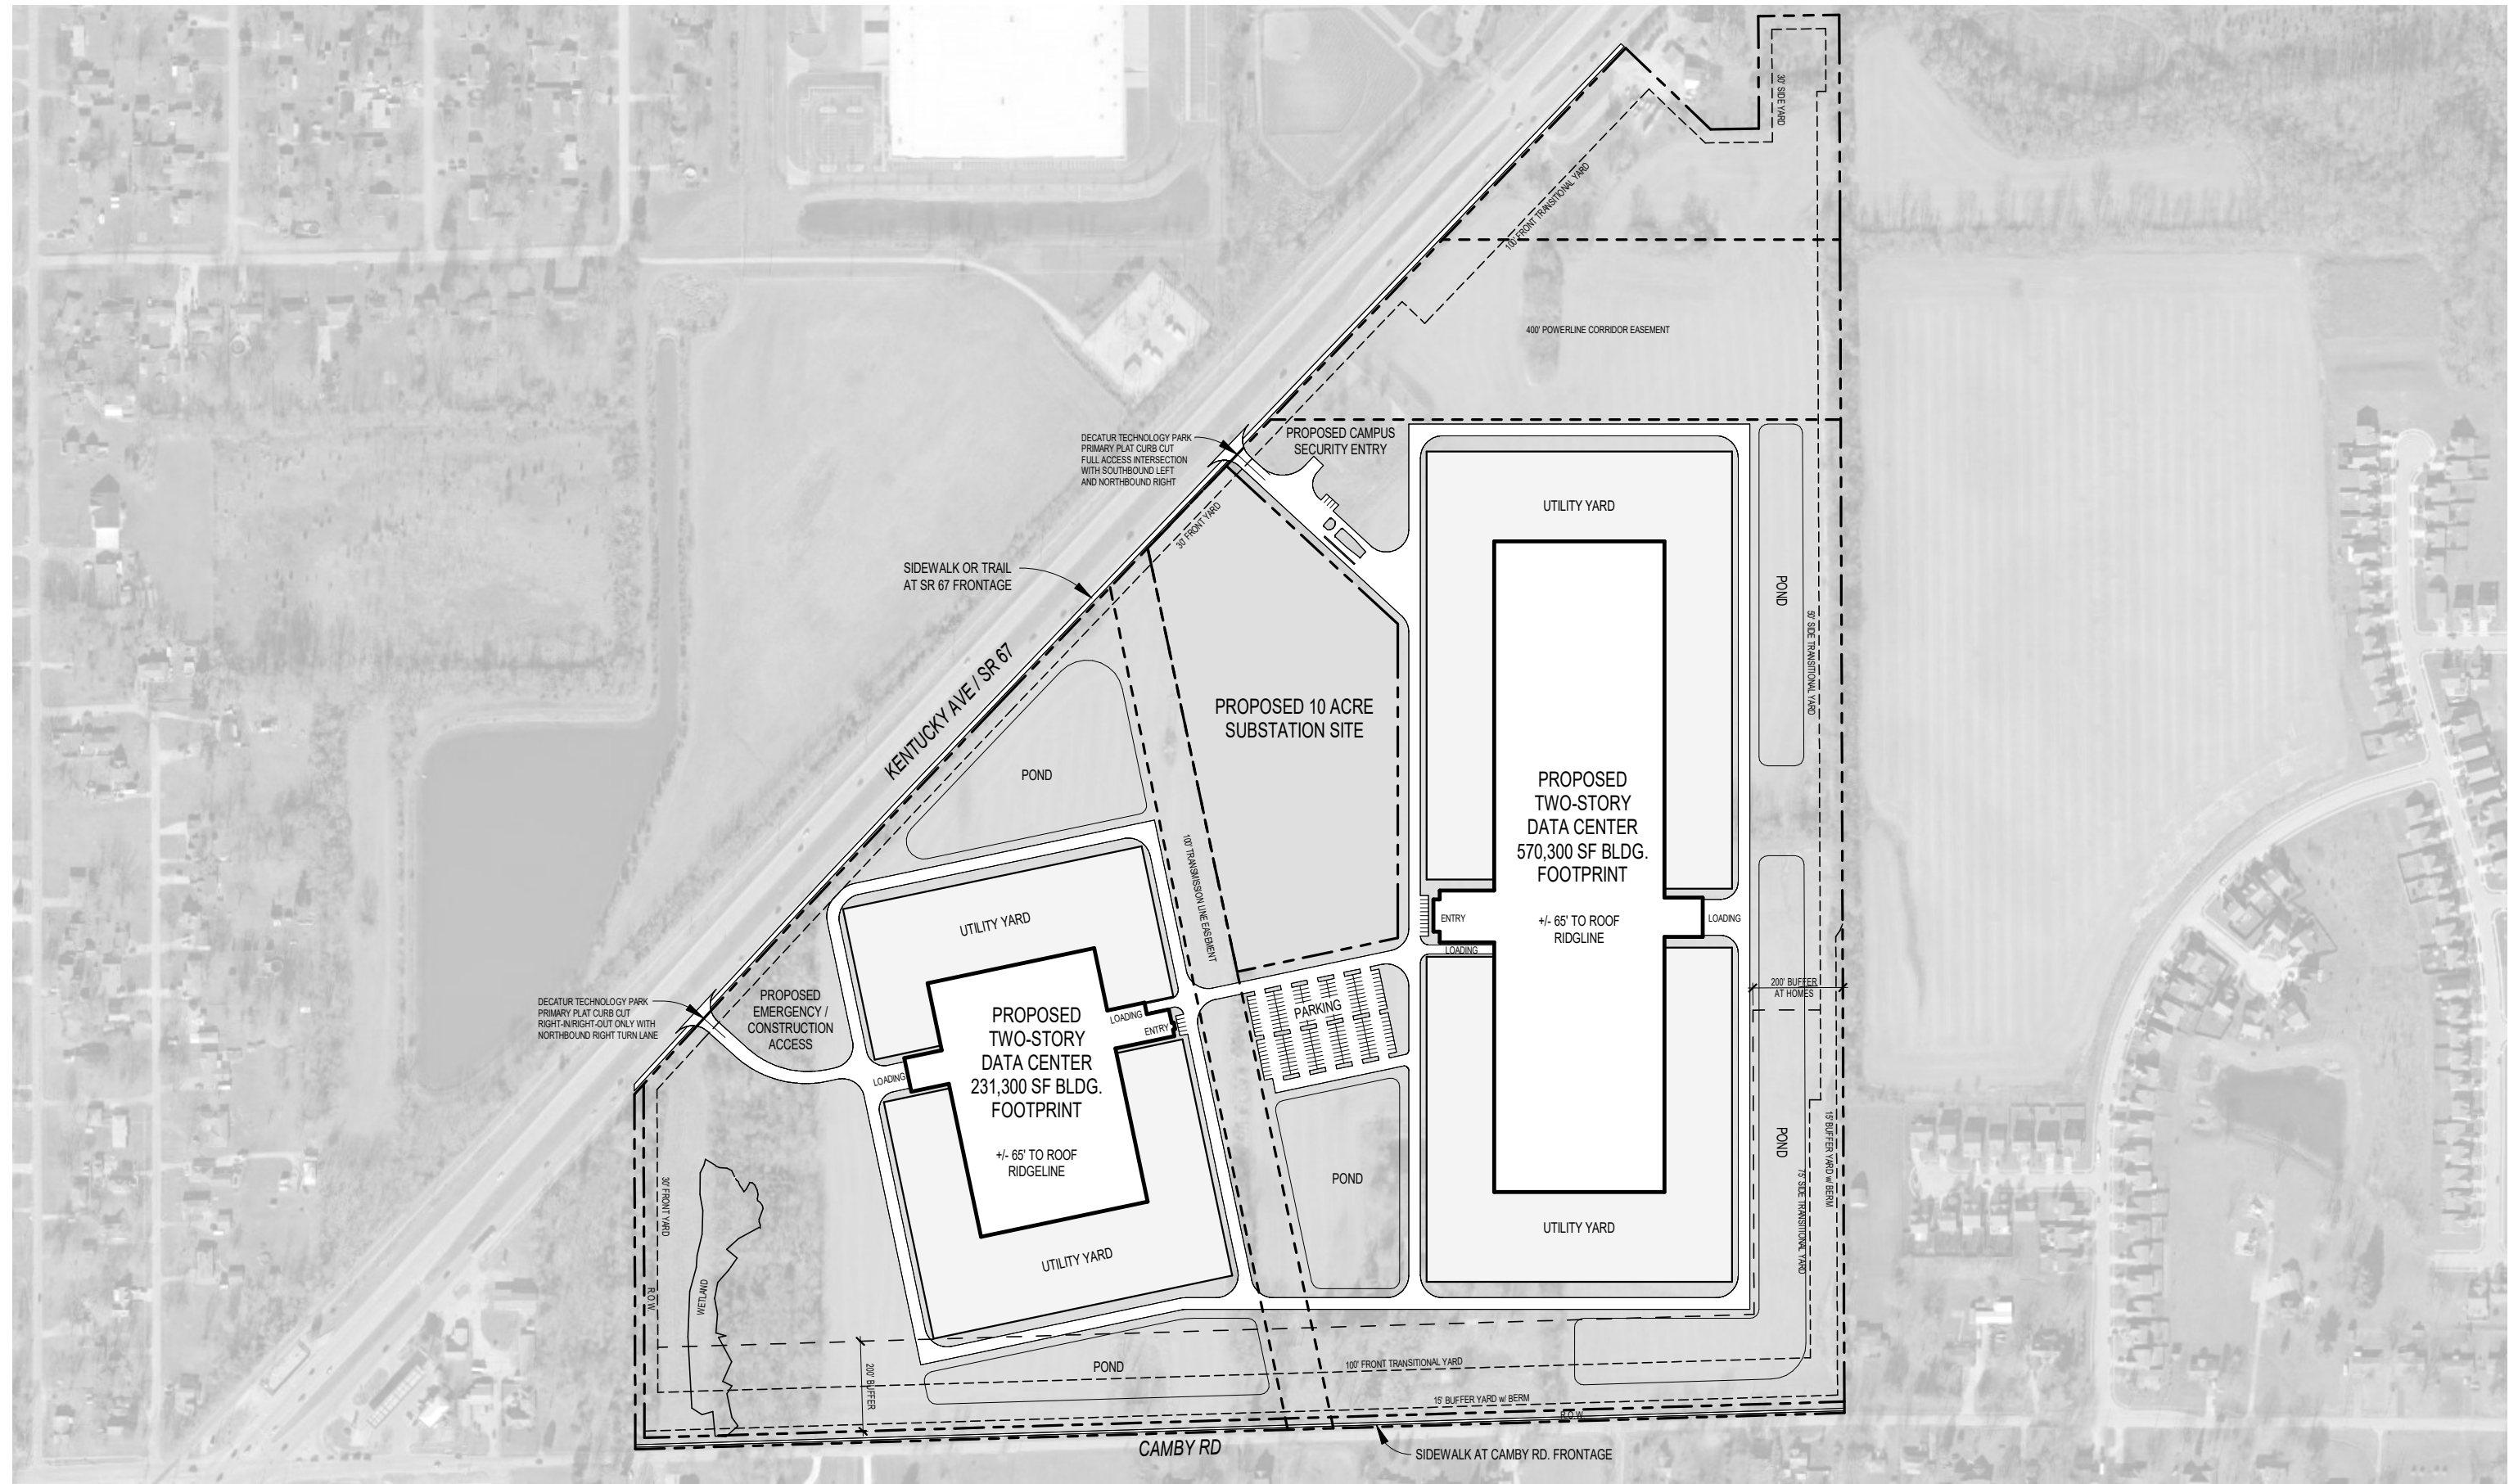 30' SIDE YARD
100' FRONT TRANSITIONAL YARD
400' POWERLINE CORRIDOR EASEMENT
DECATUR TECHNOLOGY PARK
PRIMARY PLAT CURB CUT
FULL ACCESS INTERSECTION
WITH SOUTHBOUND LEFT
AND NORTHBOUND RIGHT
PROPOSED CAMPUS
SECURITY ENTRY
UTILITY YARD
30' FRONT YARD
SIDEWALK OR TRAIL
AT SR 67 FRONTAGE
POND
50' SIDE TRANSITIONAL YARD
KENTUCKY AVE / SR 67
PROPOSED 10 ACRE
SUBSTATION SITE
POND
PROPOSED
TWO-STORY
DATA CENTER
570,300 SF BLDG.
FOOTPRINT
+/- 65' TO ROOF
RIDGLINE
ENTRY
LOADING
LOADING
100' TRANSMISSION LINE EASEMENT
UTILITY YARD
200' BUFFER
AT HOMES
DECATUR TECHNOLOGY PARK
PRIMARY PLAT CURB CUT
RIGHT-IN/RIGHT-OUT ONLY WITH
NORTHBOUND RIGHT TURN LANE
PROPOSED
EMERGENCY /
CONSTRUCTION
ACCESS
PROPOSED
TWO-STORY
DATA CENTER
231,300 SF BLDG.
FOOTPRINT
+/- 65' TO ROOF
RIDGELINE
LOADING
ENTRY
LOADING
PARKING
POND
POND
15' BUFFER YARD w/ BERM
75' SIDE TRANSITIONAL YARD
30' FRONT YARD
R.O.W.
WETLAND
UTILITY YARD
UTILITY YARD
200' BUFFER
POND
100' FRONT TRANSITIONAL YARD
15' BUFFER YARD w/ BERM
R.O.W.
CAMBY RD
SIDEWALK AT CAMBY RD. FRONTAGE